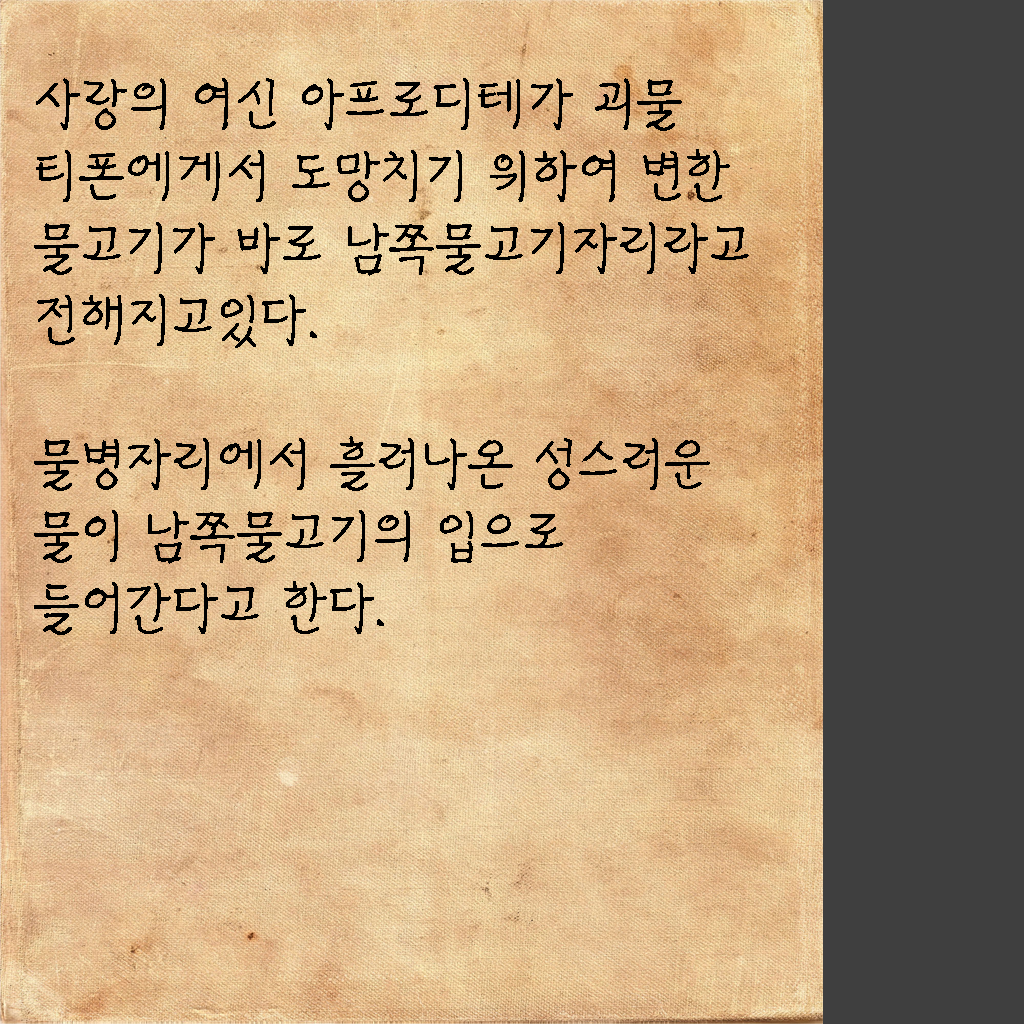 사랑의 여신 아프로디테가 괴물
티폰에게서 도망치기 위하여 변한
물고기가 바로 남쪽물고기자리라고
전해지고있다.
물병자리에서 흘러나온 성스러운
물이 남쪽물고기의 입으로
들어간다고 한다.